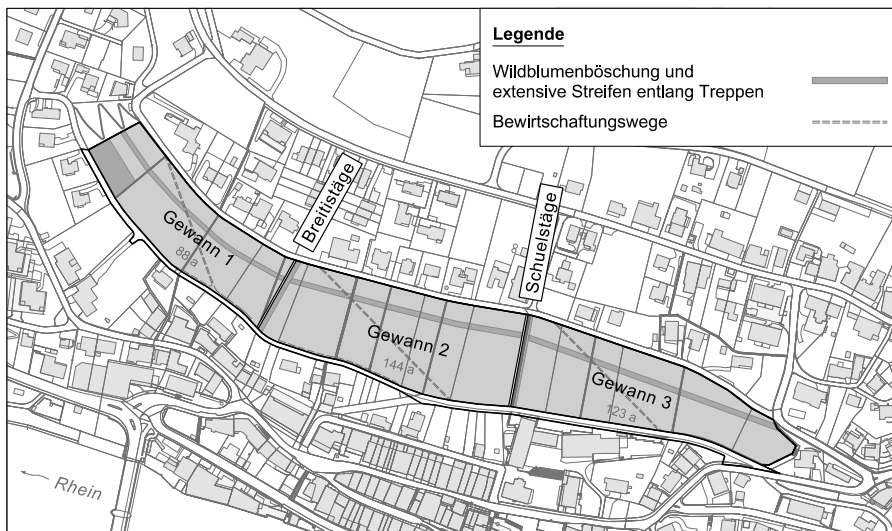 Legende
Wildblumenböschung und
extensive Streifen entlang Treppen
Bewirtschaftungswege
Breitistäge
Schuelstäge
Gewann 1
88 a
Gewann 2
144 a
Gewann 3
123 a
Rhein